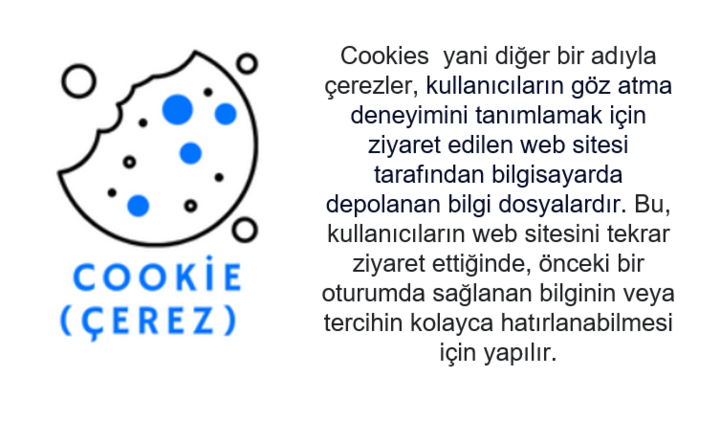 COOKİE
(ÇEREZ)
Cookies  yani diğer bir adıyla
çerezler, kullanıcıların göz atma
deneyimini tanımlamak için
ziyaret edilen web sitesi
tarafından bilgisayarda
depolanan bilgi dosyalardır. Bu,
kullanıcıların web sitesini tekrar
ziyaret ettiğinde, önceki bir
oturumda sağlanan bilginin veya
tercihin kolayca hatırlanabilmesi
için yapılır.